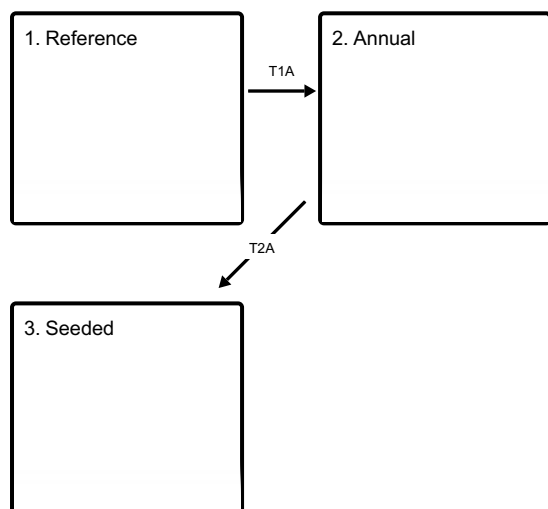 1. Reference
T1A
2. Annual
T2A
3. Seeded